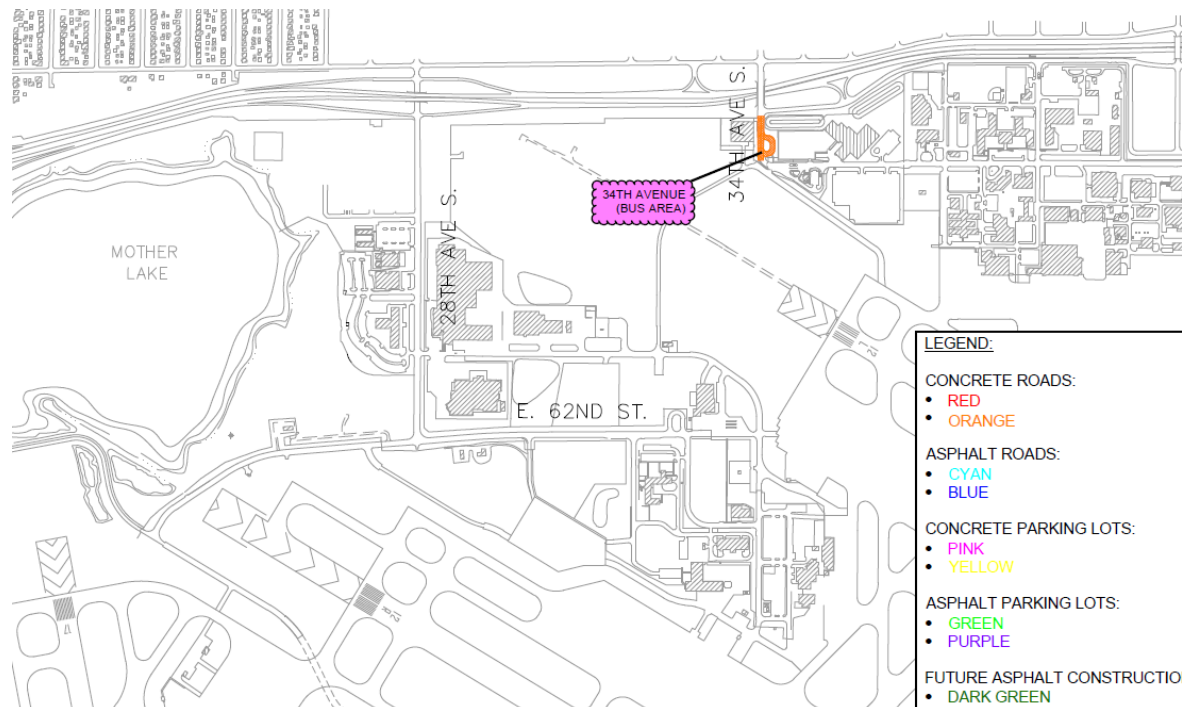 34TH AVE S.
34TH AVENUE
(BUS AREA)
MOTHER
LAKE
28TH AVE S.
E. 62ND ST.
LEGEND:
CONCRETE ROADS:
• RED
• ORANGE
ASPHALT ROADS:
• CYAN
• BLUE
CONCRETE PARKING LOTS:
• PINK
• YELLOW
ASPHALT PARKING LOTS:
• GREEN
• PURPLE
FUTURE ASPHALT CONSTRUCTIO
• DARK GREEN